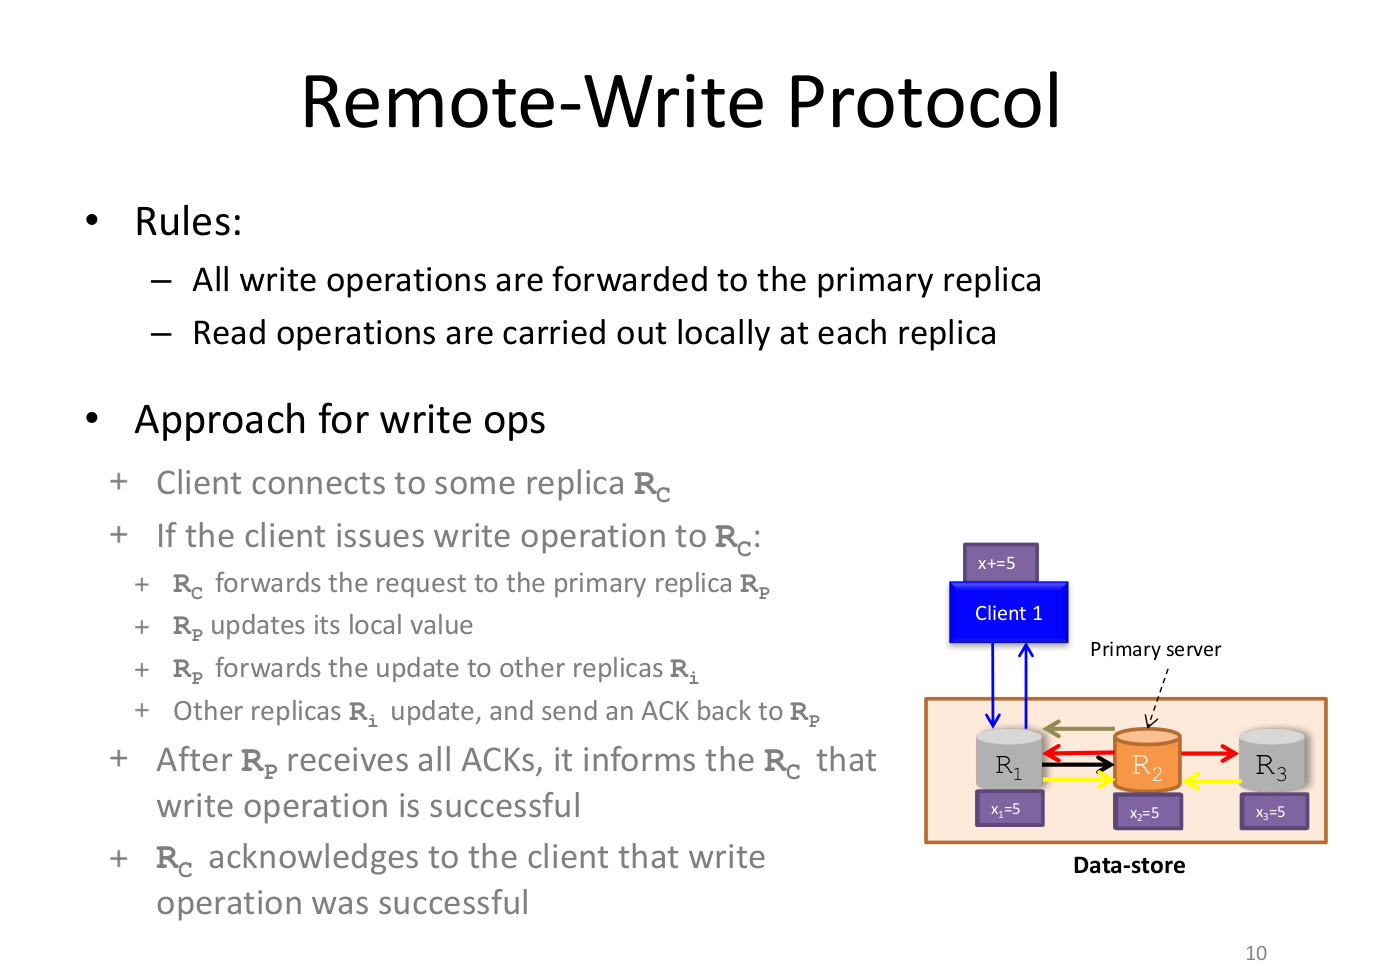 Remote-Write Protocol
• Rules:
– All write operations are forwarded to the primary replica
– Read operations are carried out locally at each replica
• Approach for write ops
+ Client connects to some replica R_C
+ If the client issues write operation to R_C:
+ R_C forwards the request to the primary replica R_P
+ R_P updates its local value
+ R_P forwards the update to other replicas R_i
+ Other replicas R_i update, and send an ACK back to R_P
+ After R_P receives all ACKs, it informs the R_C that
write operation is successful
+ R_C acknowledges to the client that write
operation was successful
x+=5
Client 1
Primary server
R_1 R_2 R_3
x_1=5 x_2=5 x_3=5
Data-store
10